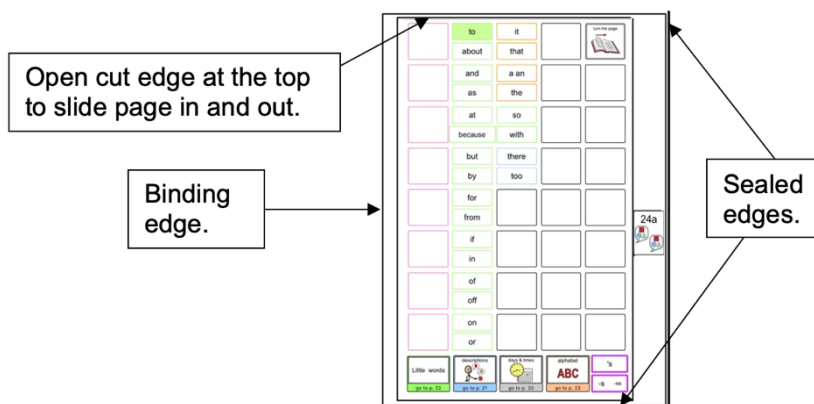 Open cut edge at the top
to slide page in and out.
Binding
edge.
Sealed
edges.
to it turn the page
about that
and a an
as the
at so
because with
but there
by too
for
from
24a
if
in
of
off
on
or
Little words descriptions days & times alphabet 's
ABC
-s
go to p. 22 go to p. 21 go to p. 20 go to p. 23